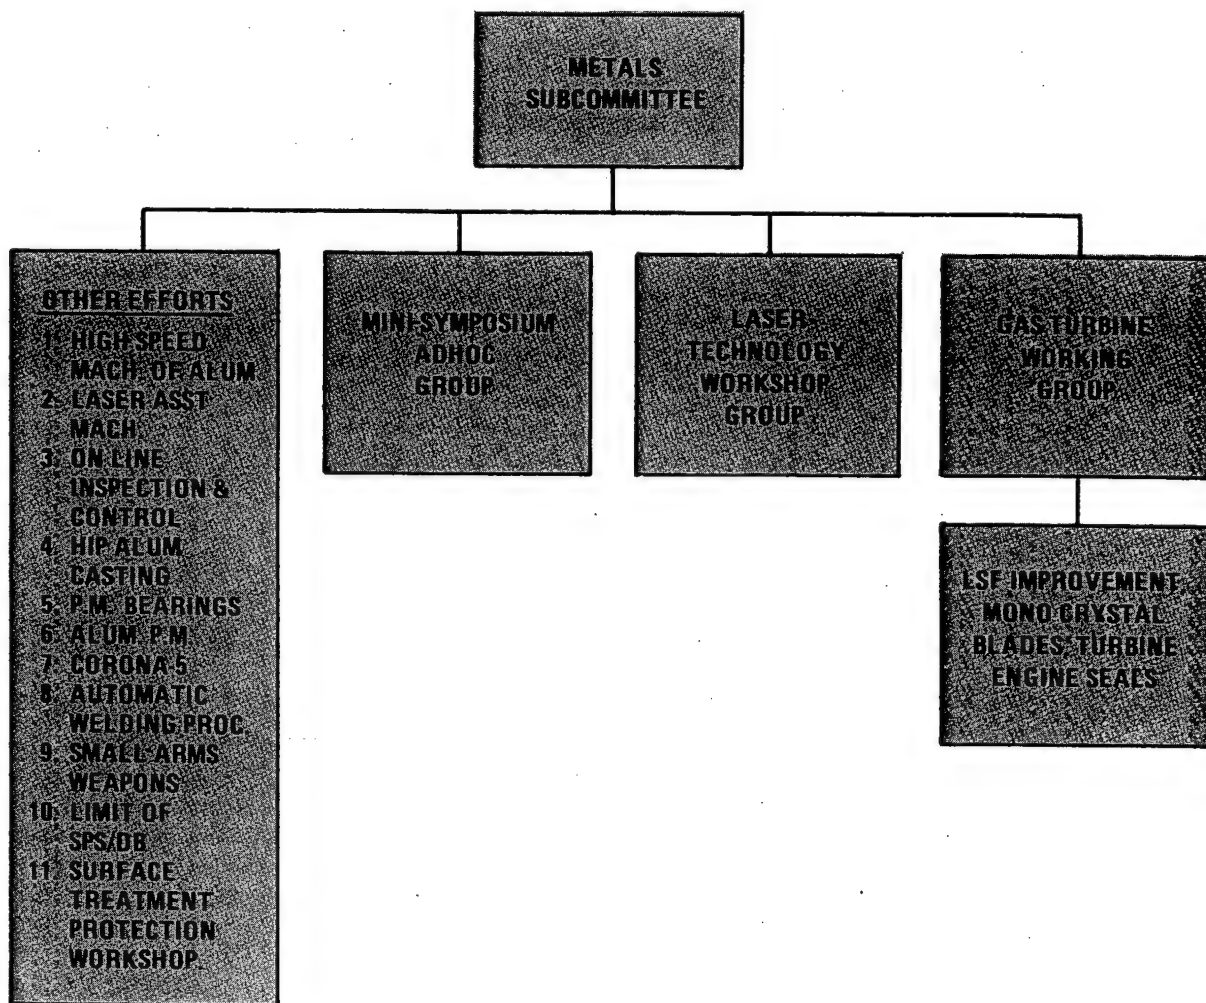 METALS
SUBCOMMITTEE
OTHER EFFORTS
1. HIGH SPEED
MACH. OF ALUM
2. LASER ASST
MACH.
3. ON LINE
INSPECTION &
CONTROL
4. HIP ALUM
CASTING
5. P.M. BEARINGS
6. ALUM. P.M.
7. CORONA 5
8. AUTOMATIC
WELDING PROC.
9. SMALL ARMS
WEAPONS
10. LIMIT OF
SPS/DB
11. SURFACE
TREATMENT
PROTECTION
WORKSHOP.
MINI-SYMPOSIUM
ADHOC
GROUP
LASER
TECHNOLOGY
WORKSHOP
GROUP
GAS TURBINE
WORKING
GROUP
LSF IMPROVEMENT,
MONO CRYSTAL
BLADES, TURBINE
ENGINE SEALS